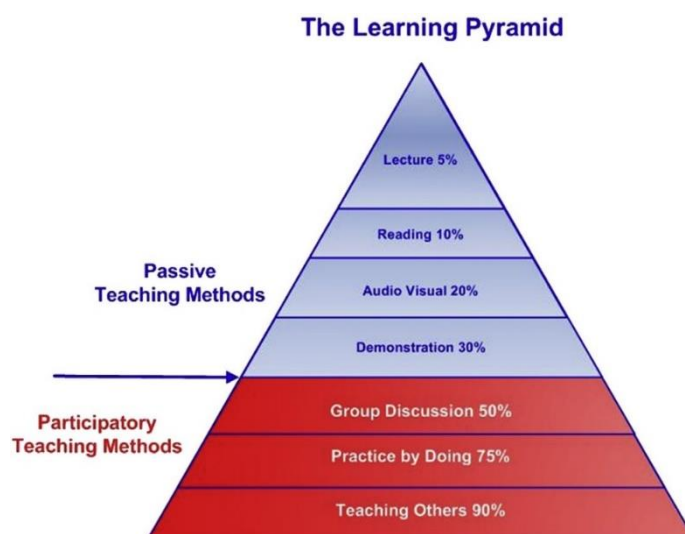 The Learning Pyramid
Lecture 5%
Reading 10%
Passive
Teaching Methods
Audio Visual 20%
Demonstration 30%
Participatory
Teaching Methods
Group Discussion 50%
Practice by Doing 75%
Teaching Others 90%